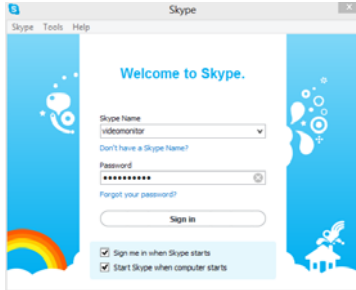 Skype
Skype Tools Help
Welcome to Skype.
Skype Name
videomonitor
Don't have a Skype Name?
Password
••••••••••
Forgot your password?
Sign in
Sign me in when Skype starts
Start Skype when computer starts